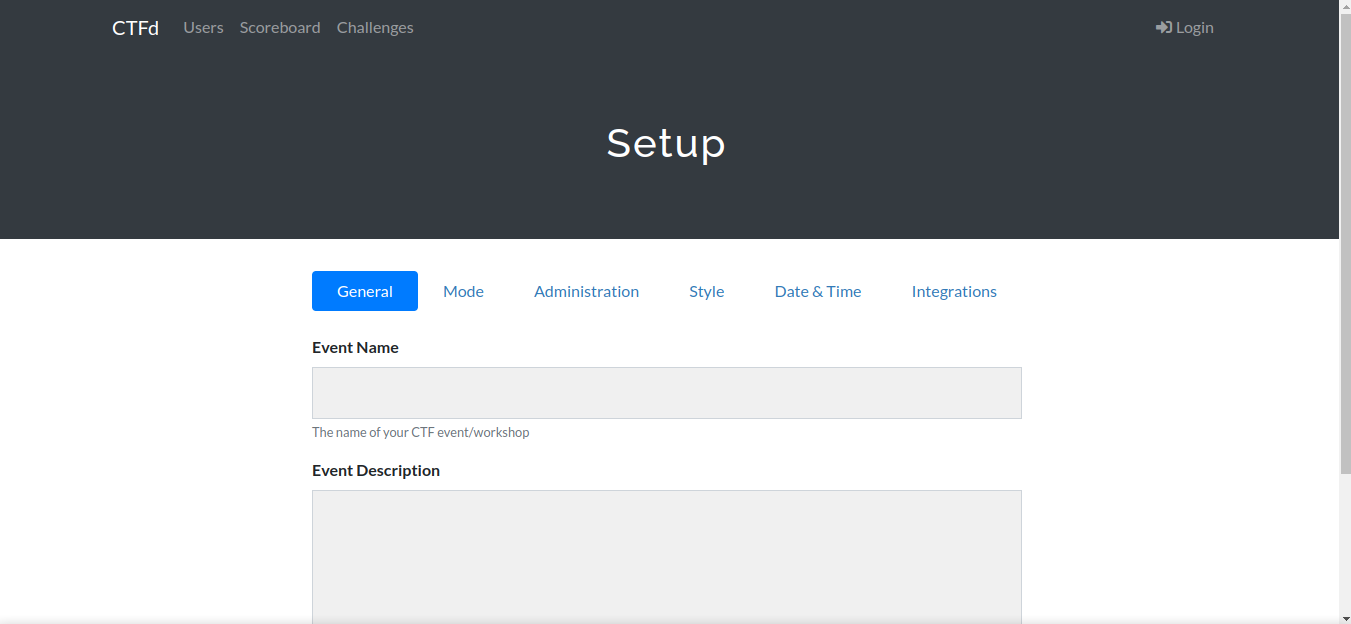 CTFd Users Scoreboard Challenges Login
Setup
General Mode Administration Style Date & Time Integrations
Event Name
The name of your CTF event/workshop
Event Description